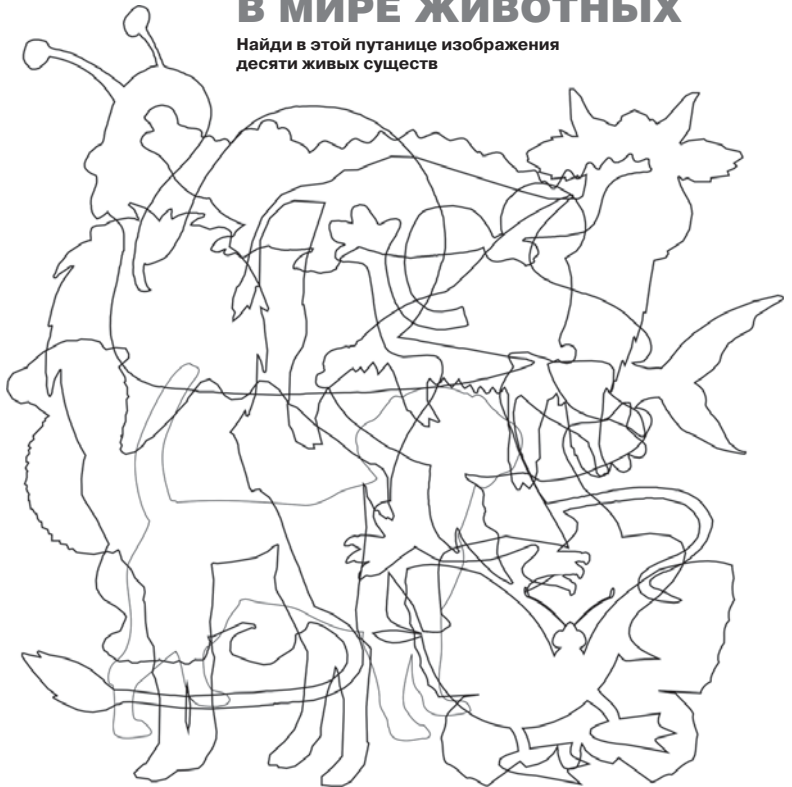 В МИРЕ ЖИВОТНЫХ
Найди в этой путанице изображения
десяти живых существ